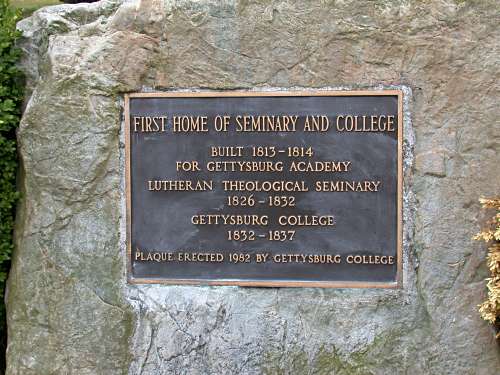 FIRST HOME OF SEMINARY AND COLLEGE
BUILT 1813-1814
FOR GETTYSBURG ACADEMY
LUTHERAN THEOLOGICAL SEMINARY
1826-1832
GETTYSBURG COLLEGE
1832-1837
PLAQUE ERECTED 1982 BY GETTYSBURG COLLEGE